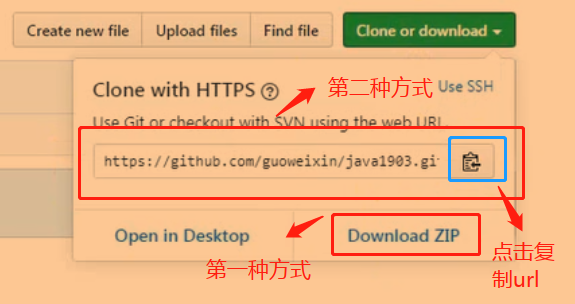 Create new file Upload files Find file Clone or download
Clone with HTTPS 第二种方式 Use SSH
Use Git or checkout with SVN using the web URL
https://github.com/guoweixin/java1903.gi
Open in Desktop Download ZIP
第一种方式
点击复
制url